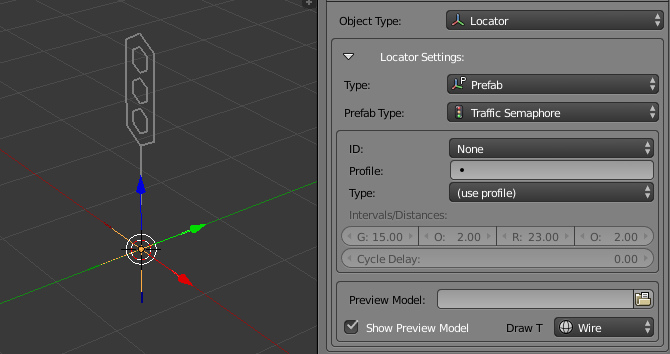 Object Type: Locator
Locator Settings:
Type: Prefab
Prefab Type: Traffic Semaphore
ID: None
Profile:
Type: (use profile)
Intervals/Distances:
G: 15.00 O: 2.00 R: 23.00 O: 2.00
Cycle Delay: 0.00
Preview Model:
Show Preview Model Draw T Wire